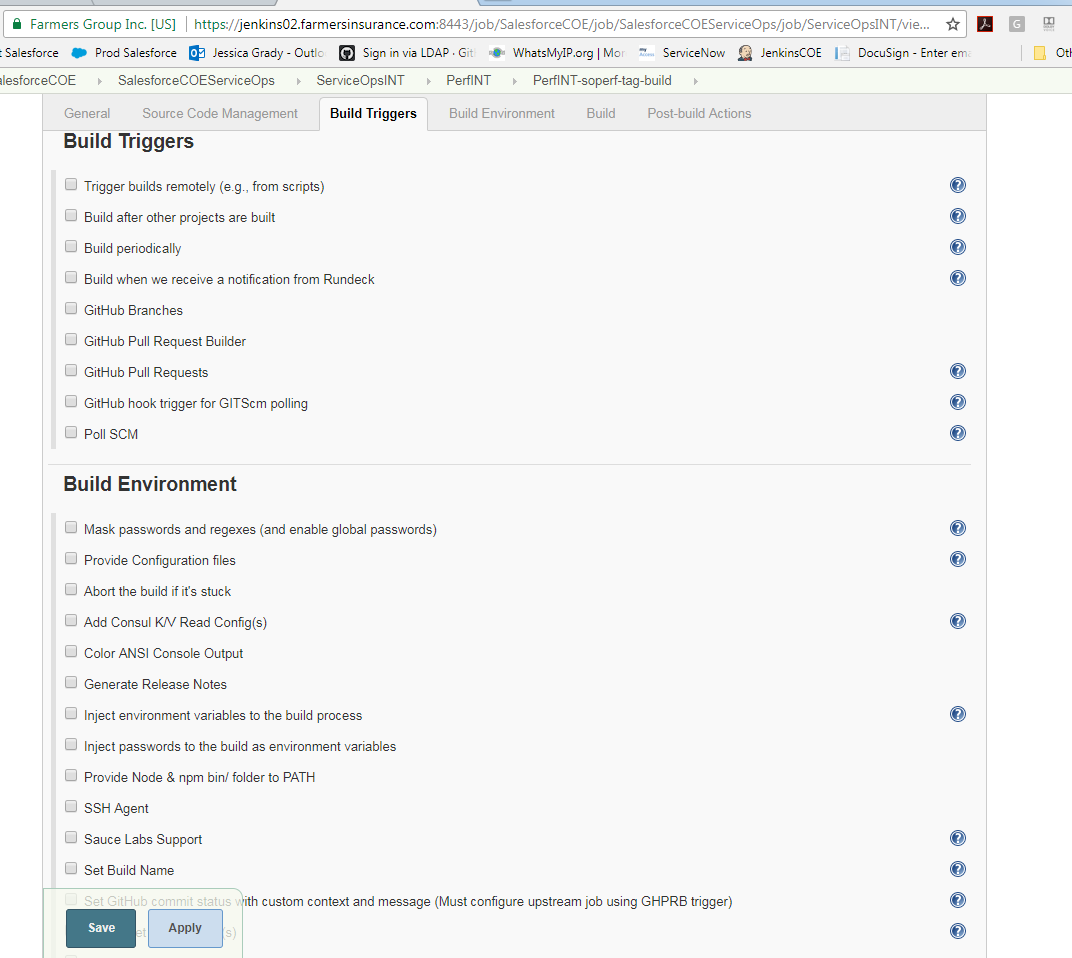 Farmers Group Inc. [US] | https://jenkins02.farmersinsurance.com:8443/job/SalesforceCOE/job/SalesforceCOEServiceOps/job/ServiceOpsINT/vie...
t Salesforce Prod Salesforce Jessica Grady - Outlo Sign in via LDAP · Git WhatsMyIP.org | Mor ServiceNow JenkinsCOE DocuSign - Enter ema Oth
alesforceCOE SalesforceCOEServiceOps ServiceOpsINT PerfINT PerfINT-soperf-tag-build
General Source Code Management Build Triggers Build Environment Build Post-build Actions
Build Triggers
Trigger builds remotely (e.g., from scripts)
Build after other projects are built
Build periodically
Build when we receive a notification from Rundeck
GitHub Branches
GitHub Pull Request Builder
GitHub Pull Requests
GitHub hook trigger for GITScm polling
Poll SCM
Build Environment
Mask passwords and regexes (and enable global passwords)
Provide Configuration files
Abort the build if it's stuck
Add Consul K/V Read Config(s)
Color ANSI Console Output
Generate Release Notes
Inject environment variables to the build process
Inject passwords to the build as environment variables
Provide Node & npm bin/ folder to PATH
SSH Agent
Sauce Labs Support
Set Build Name
Set GitHub commit status with custom context and message (Must configure upstream job using GHPRB trigger)
Save Apply